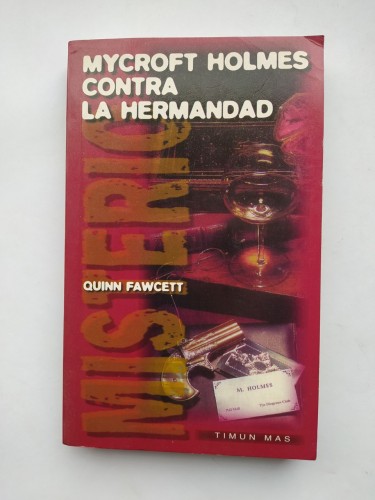 MYCROFT HOLMES
CONTRA
LA HERMANDAD
MISTERIO
QUINN FAWCETT
M. HOLMES
TIMUN MAS